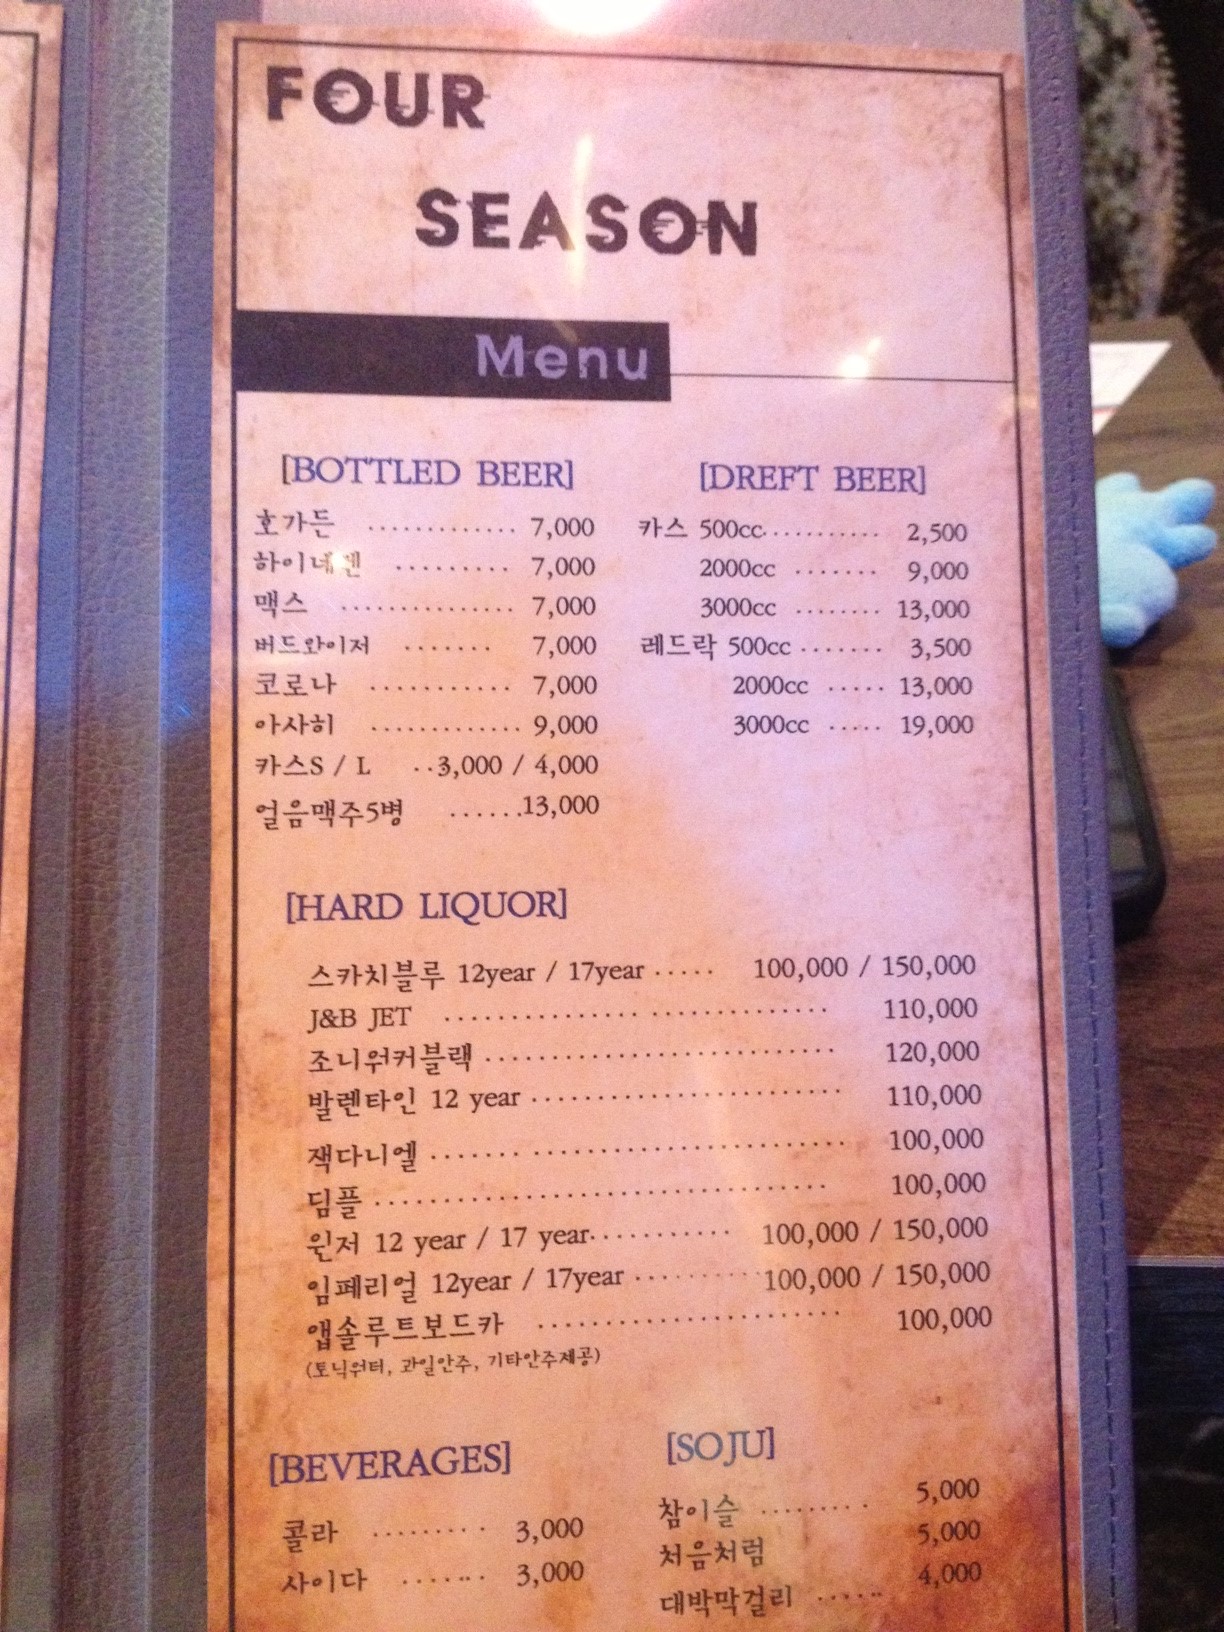 FOUR
SEASON
Menu
[BOTTLED BEER]
호가든 ············· 7,000
하이네켄 ·········· 7,000
맥스 ··············· 7,000
버드와이저 ········ 7,000
코로나 ············ 7,000
아사히 ············· 9,000
카스S / L ··3,000 / 4,000
얼음맥주5병 ......13,000
[DREFT BEER]
카스 500cc··········· 2,500
2000cc ······· 9,000
3000cc ········ 13,000
레드락 500cc ······· 3,500
2000cc ····· 13,000
3000cc ····· 19,000
[HARD LIQUOR]
스카치블루 12year / 17year ····· 100,000 / 150,000
J&B JET ································ 110,000
조니워커블랙 ····························· 120,000
발렌타인 12 year ·························· 110,000
잭다니엘 ·································· 100,000
딤플 ···································· 100,000
윈저 12 year / 17 year··········· 100,000 / 150,000
임페리얼 12year / 17year ··········100,000 / 150,000
앱솔루트보드카 ························· 100,000
(토닉워터, 과일안주, 기타안주제공)
[BEVERAGES]
콜라 ········· 3,000
사이다 ······· 3,000
[SOJU]
참이슬 ········· 5,000
처음처럼 5,000
대박막걸리 ······ 4,000